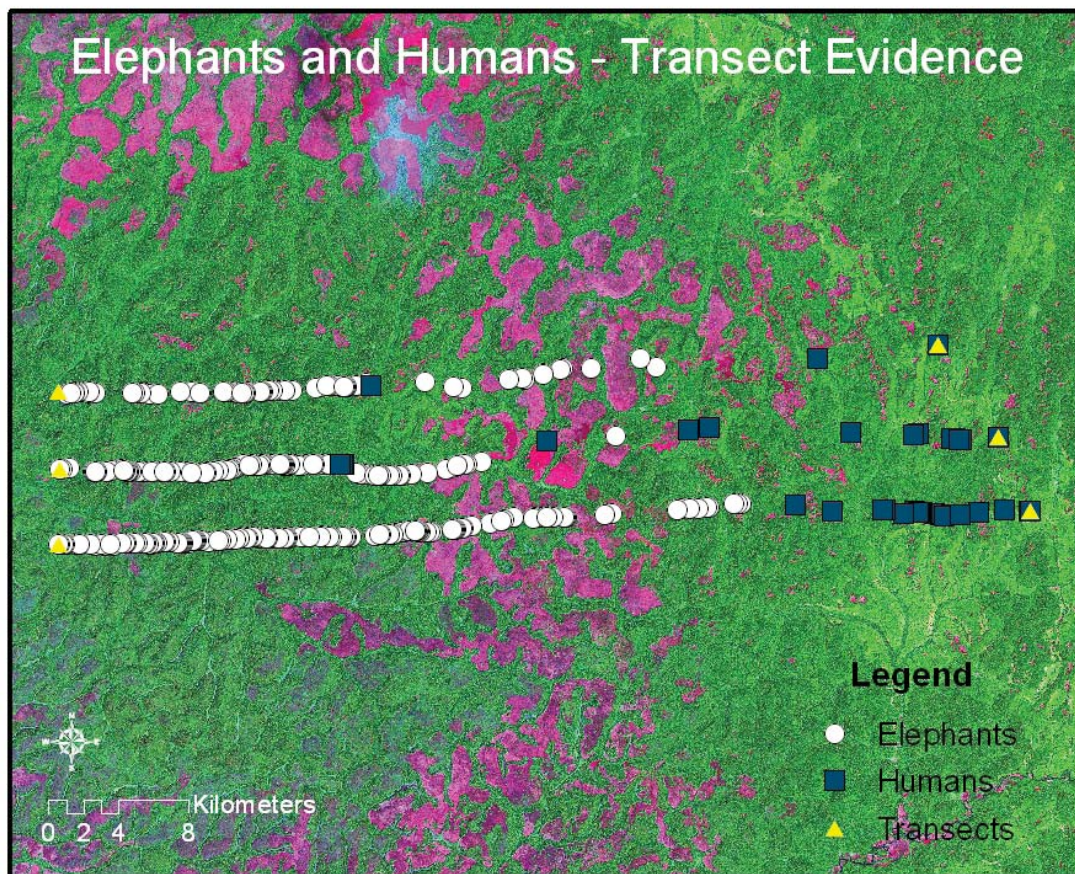 Elephants and Humans - Transect Evidence
Legend
Elephants
Humans
Transects
Kilometers
0 2 4 8